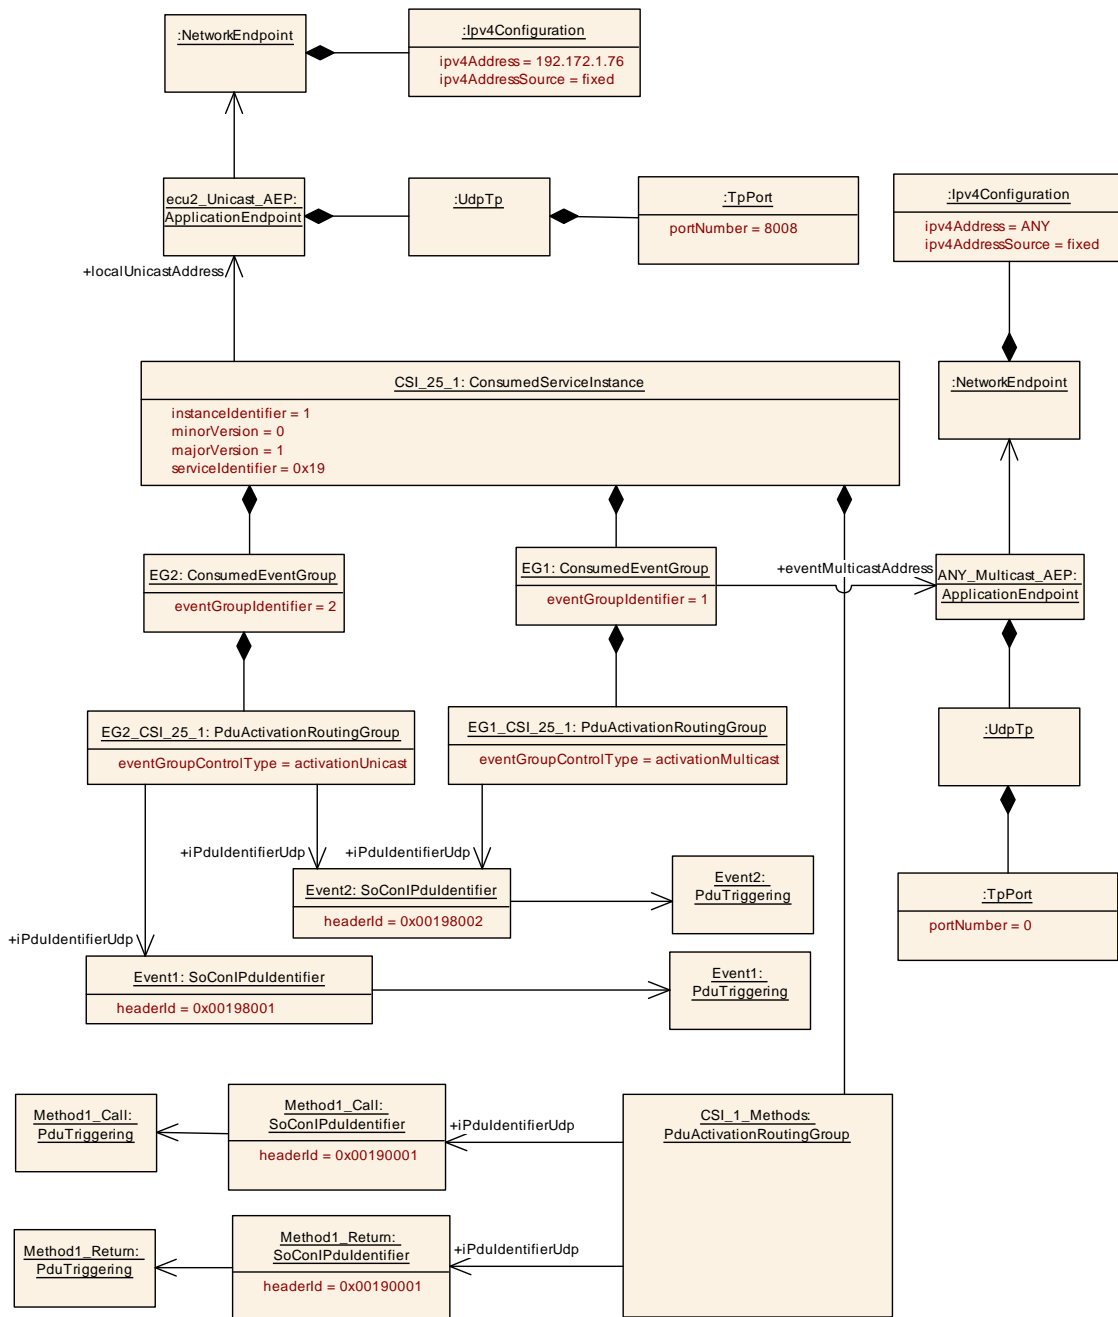 :NetworkEndpoint
:Ipv4Configuration
ipv4Address = 192.172.1.76
ipv4AddressSource = fixed
ecu2_Unicast_AEP:
ApplicationEndpoint
:UdpTp
:TpPort
portNumber = 8008
:Ipv4Configuration
ipv4Address = ANY
ipv4AddressSource = fixed
+localUnicastAddress
CSI_25_1: ConsumedServiceInstance
instanceIdentifier = 1
minorVersion = 0
majorVersion = 1
serviceIdentifier = 0x19
:NetworkEndpoint
EG2: ConsumedEventGroup
eventGroupIdentifier = 2
EG1: ConsumedEventGroup
eventGroupIdentifier = 1
+eventMulticastAddress
ANY_Multicast_AEP:
ApplicationEndpoint
EG2_CSI_25_1: PduActivationRoutingGroup
eventGroupControlType = activationUnicast
EG1_CSI_25_1: PduActivationRoutingGroup
eventGroupControlType = activationMulticast
:UdpTp
+iPduIdentifierUdp
+iPduIdentifierUdp
Event2: SoConIPduIdentifier
headerId = 0x00198002
Event2:
PduTriggering
:TpPort
portNumber = 0
+iPduIdentifierUdp
Event1: SoConIPduIdentifier
headerId = 0x00198001
Event1:
PduTriggering
Method1_Call:
PduTriggering
Method1_Call:
SoConIPduIdentifier
headerId = 0x00190001
+iPduIdentifierUdp
CSI_1_Methods:
PduActivationRoutingGroup
Method1_Return:
PduTriggering
Method1_Return:
SoConIPduIdentifier
headerId = 0x00190001
+iPduIdentifierUdp